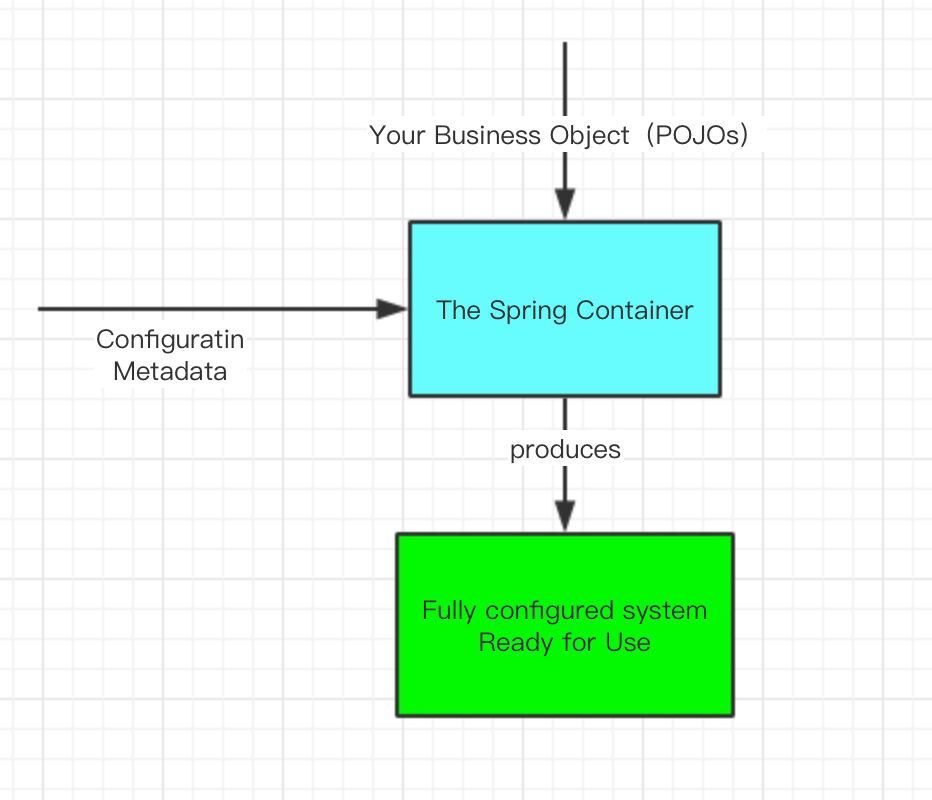 Your Business Object（POJOs）
The Spring Container
Configuratin
Metadata
produces
Fully configured system
Ready for Use